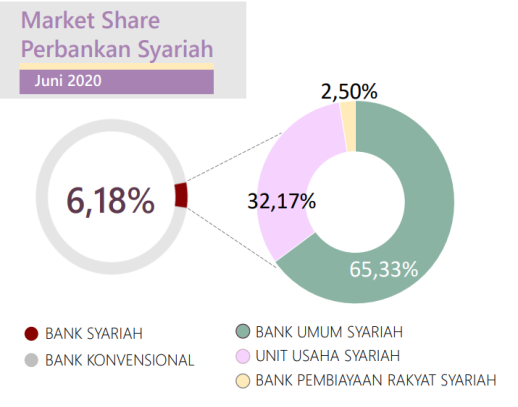 Market Share
Perbankan Syariah
Juni 2020
2,50%
6,18%
32,17%
65,33%
BANK SYARIAH
BANK KONVENSIONAL
BANK UMUM SYARIAH
UNIT USAHA SYARIAH
BANK PEMBIAYAAN RAKYAT SYARIAH